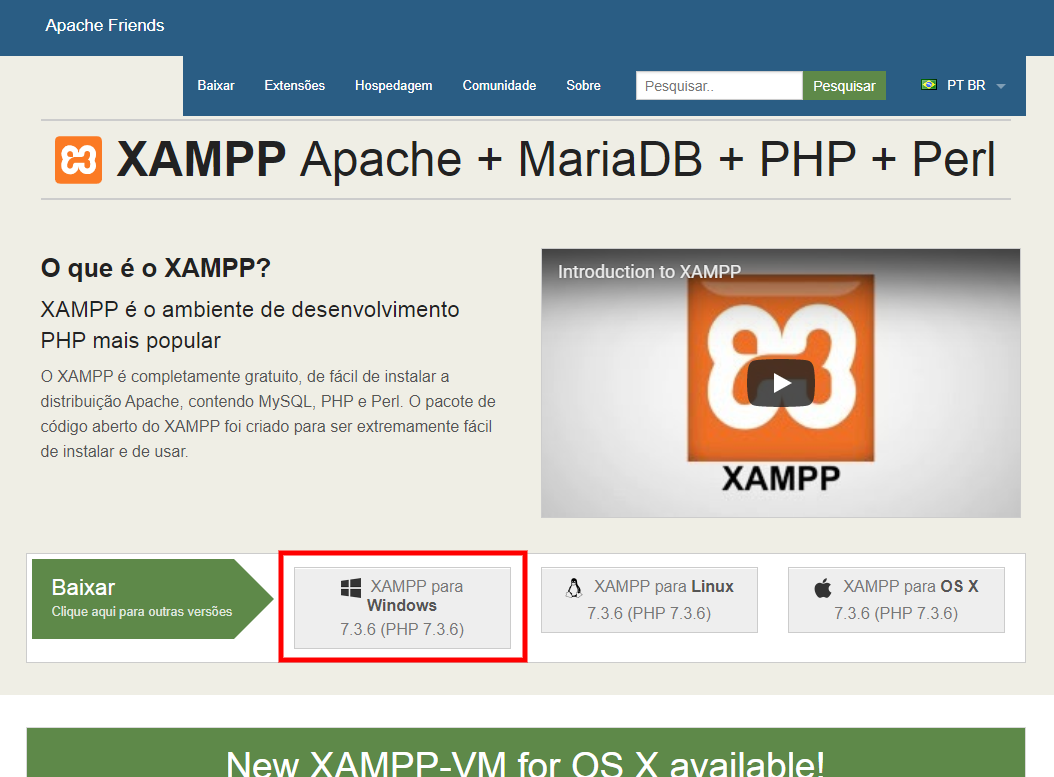 Apache Friends
Baixar Extensões Hospedagem Comunidade Sobre Pesquisar.. Pesquisar PT BR
XAMPP Apache + MariaDB + PHP + Perl
O que é o XAMPP?
XAMPP é o ambiente de desenvolvimento
PHP mais popular
O XAMPP é completamente gratuito, de fácil de instalar a
distribuição Apache, contendo MySQL, PHP e Perl. O pacote de
código aberto do XAMPP foi criado para ser extremamente fácil
de instalar e de usar.
Introduction to XAMPP
XAMPP
Baixar
Clique aqui para outras versões
XAMPP para
Windows
7.3.6 (PHP 7.3.6)
XAMPP para Linux
7.3.6 (PHP 7.3.6)
XAMPP para OS X
7.3.6 (PHP 7.3.6)
New XAMPP-VM for OS X available!